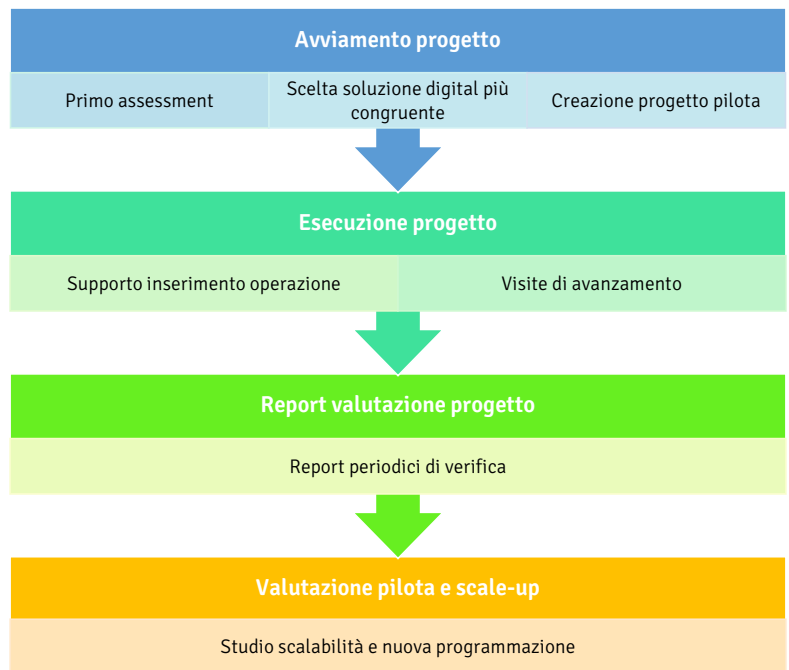 Avviamento progetto
Primo assessment
Scelta soluzione digital più
congruente
Creazione progetto pilota
Esecuzione progetto
Supporto inserimento operazione
Visite di avanzamento
Report valutazione progetto
Report periodici di verifica
Valutazione pilota e scale-up
Studio scalabilità e nuova programmazione